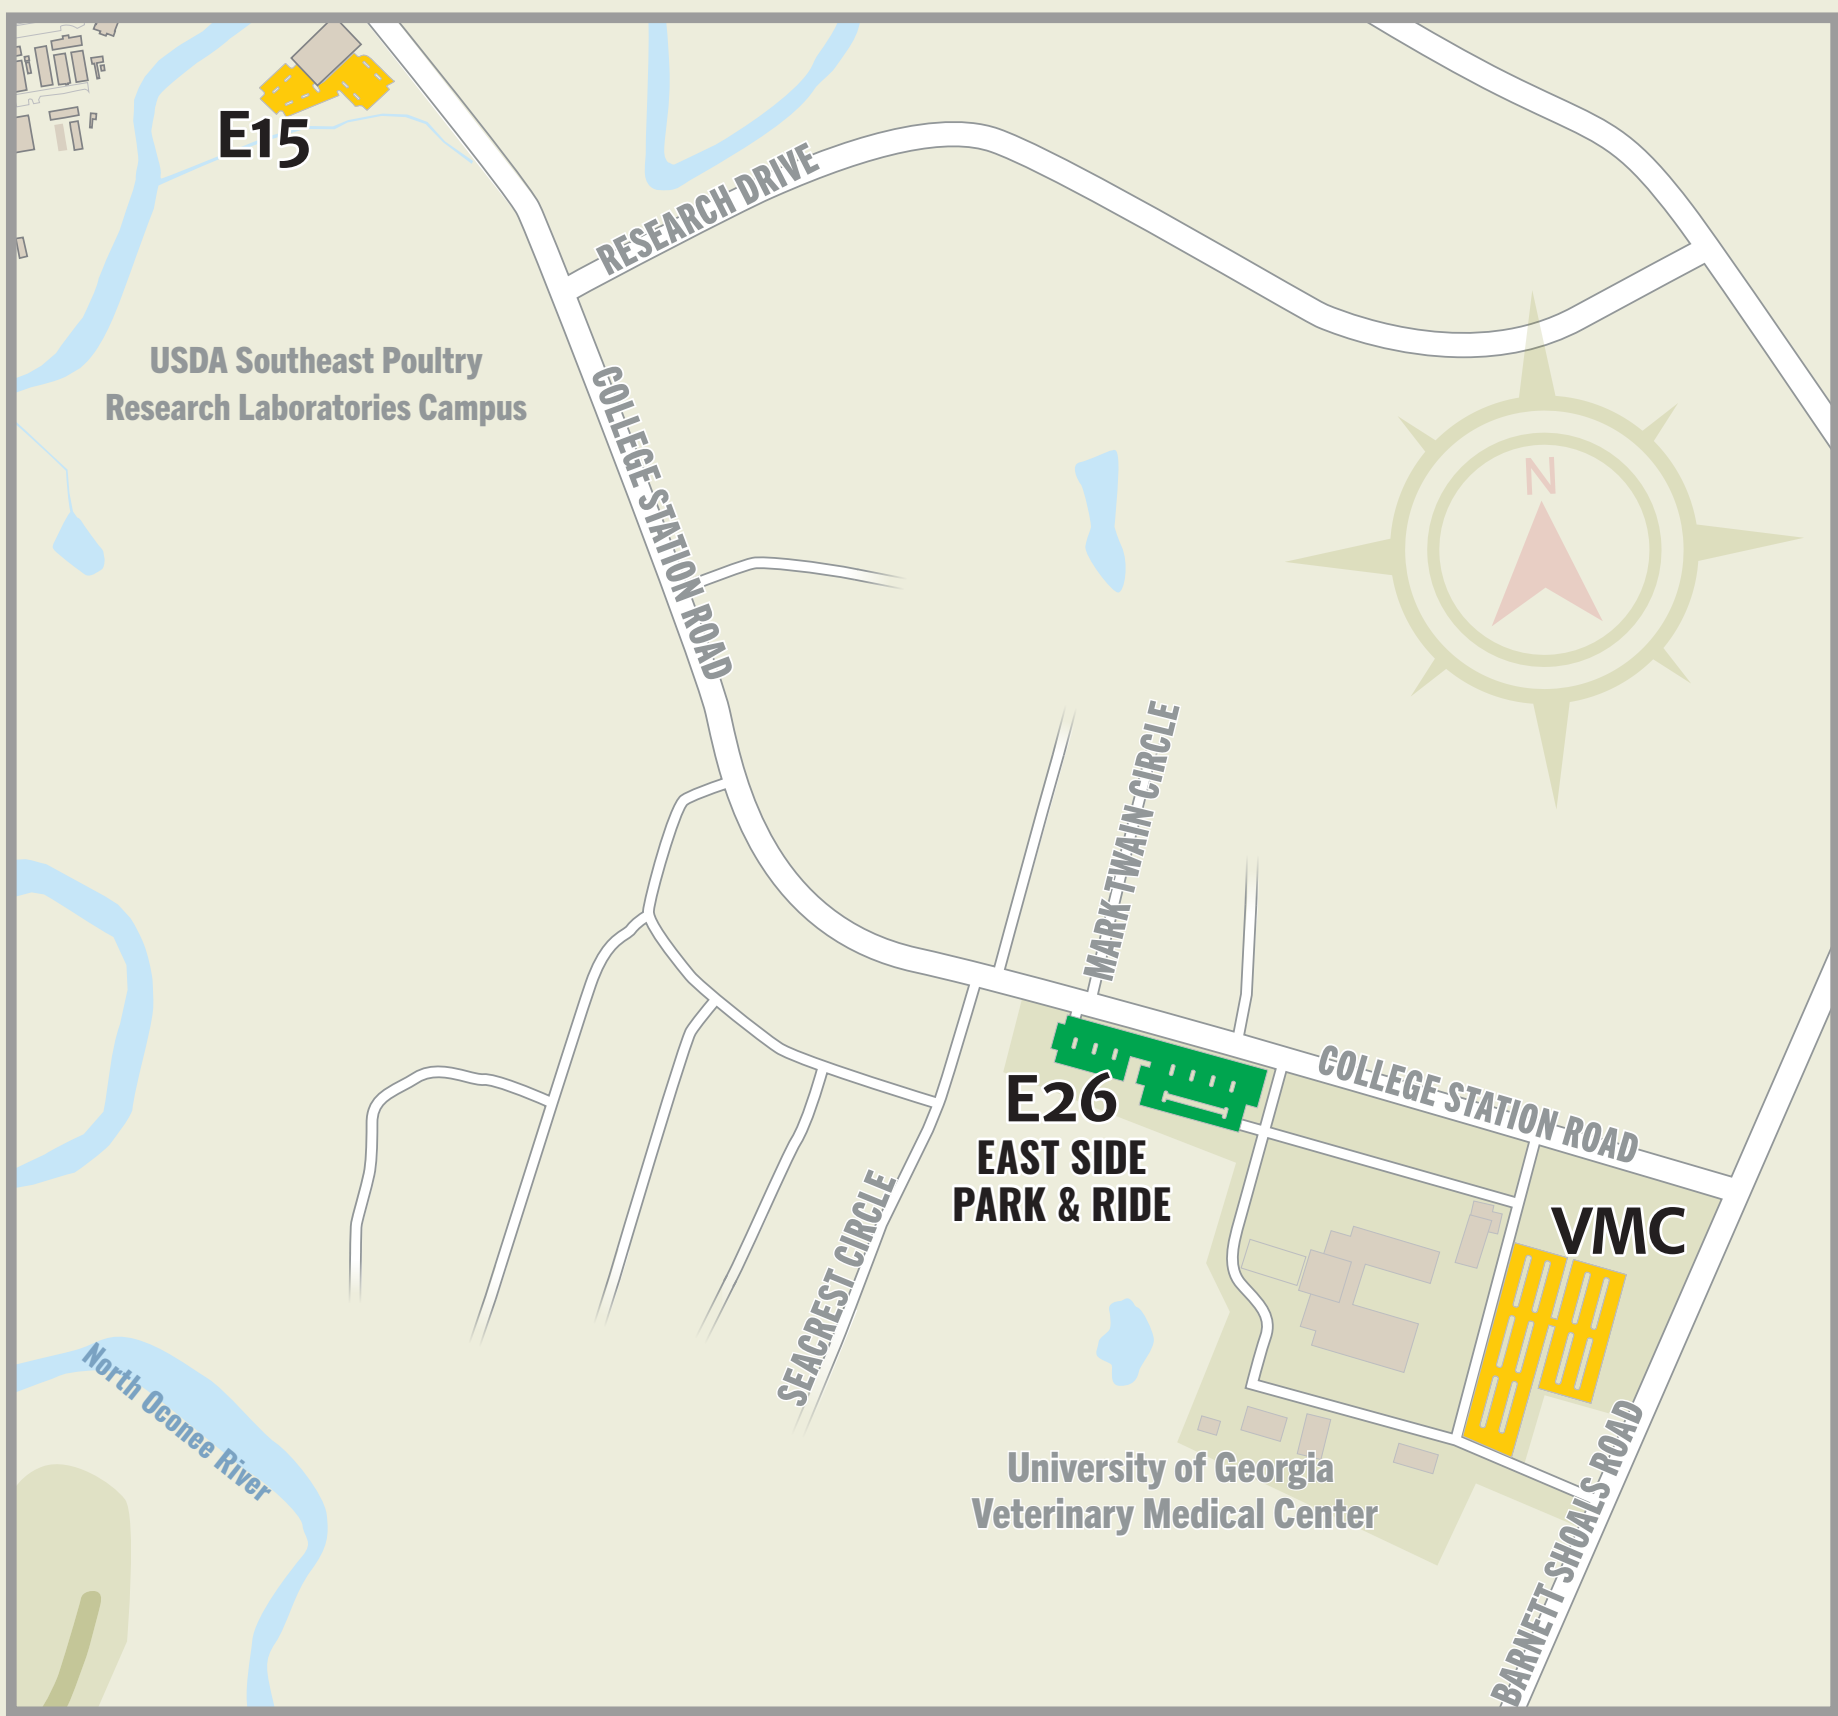 E15
RESEARCH DRIVE
USDA Southeast Poultry
Research Laboratories Campus
COLLEGE STATION ROAD
N
MARK TWAIN CIRCLE
COLLEGE STATION ROAD
E26
EAST SIDE
PARK & RIDE
VMC
SEACREST CIRCLE
North Oconee River
University of Georgia
Veterinary Medical Center
BARNETT SHOALS ROAD